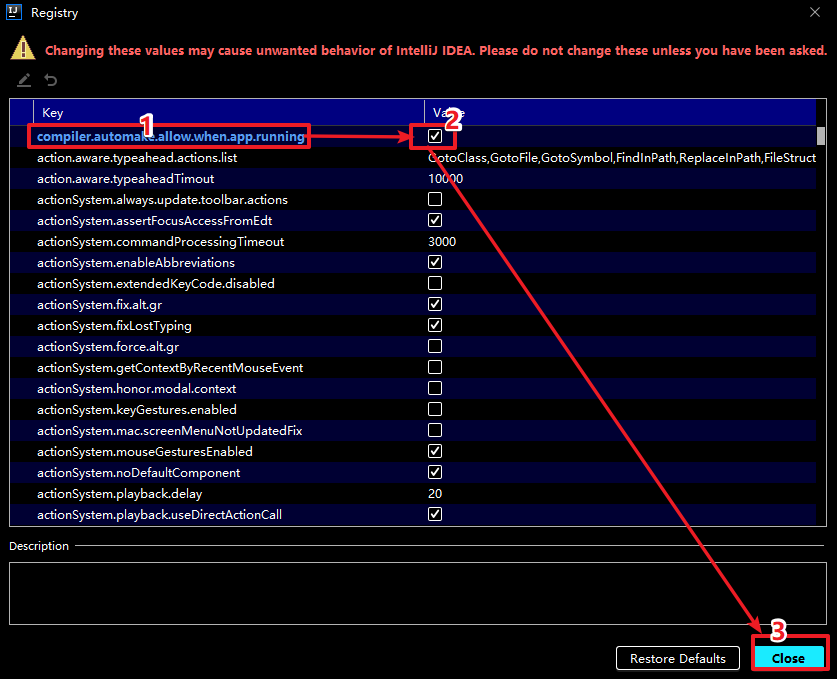 IJ Registry
Changing these values may cause unwanted behavior of IntelliJ IDEA. Please do not change these unless you have been asked.
Key Value
1 2
compiler.automake.allow.when.app.running
action.aware.typeahead.actions.list GotoClass,GotoFile,GotoSymbol,FindInPath,ReplaceInPath,FileStruct
action.aware.typeaheadTimout 10000
actionSystem.always.update.toolbar.actions
actionSystem.assertFocusAccessFromEdt
actionSystem.commandProcessingTimeout 3000
actionSystem.enableAbbreviations
actionSystem.extendedKeyCode.disabled
actionSystem.fix.alt.gr
actionSystem.fixLostTyping
actionSystem.force.alt.gr
actionSystem.getContextByRecentMouseEvent
actionSystem.honor.modal.context
actionSystem.keyGestures.enabled
actionSystem.mac.screenMenuNotUpdatedFix
actionSystem.mouseGesturesEnabled
actionSystem.noDefaultComponent
actionSystem.playback.delay 20
actionSystem.playback.useDirectActionCall
Description
3
Restore Defaults Close